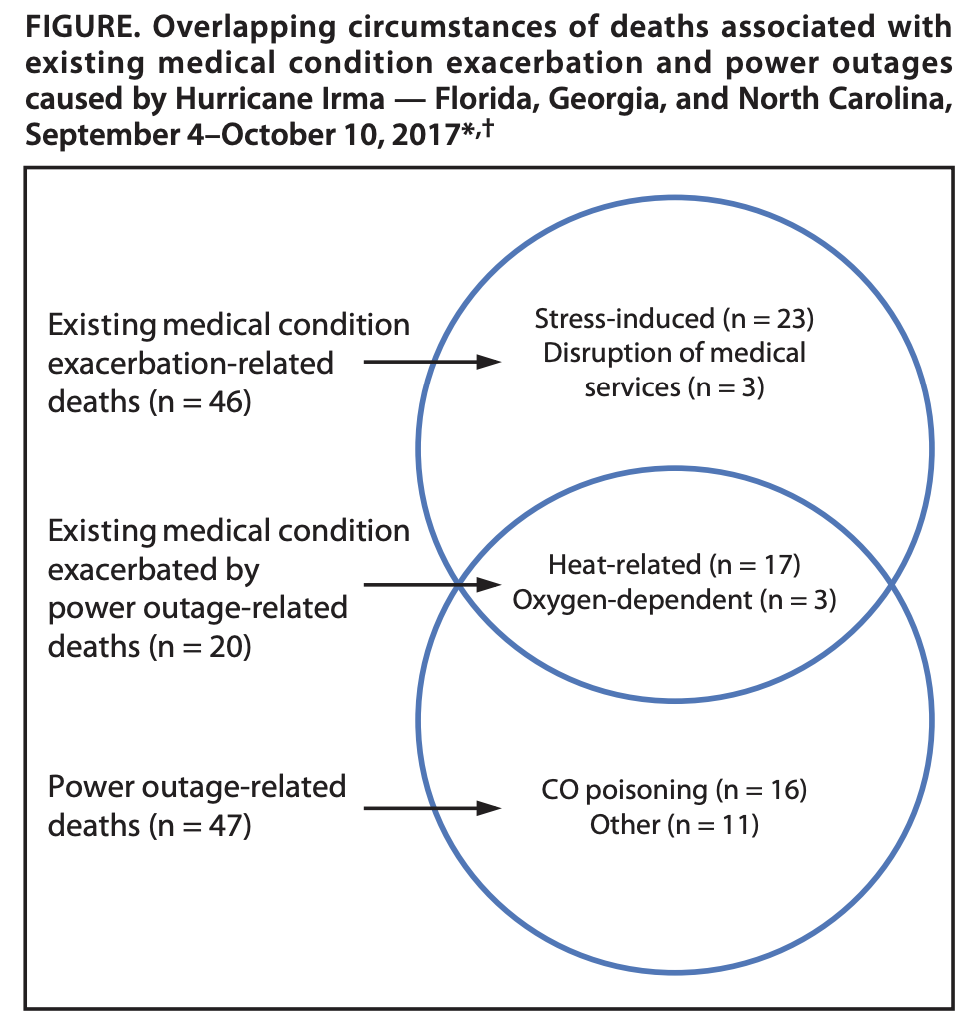 FIGURE. Overlapping circumstances of deaths associated with
existing medical condition exacerbation and power outages
caused by Hurricane Irma — Florida, Georgia, and North Carolina,
September 4–October 10, 2017*,†
Existing medical condition
exacerbation-related
deaths (n = 46)
Stress-induced (n = 23)
Disruption of medical
services (n = 3)
Existing medical condition
exacerbated by
power outage-related
deaths (n = 20)
Heat-related (n = 17)
Oxygen-dependent (n = 3)
Power outage-related
deaths (n = 47)
CO poisoning (n = 16)
Other (n = 11)